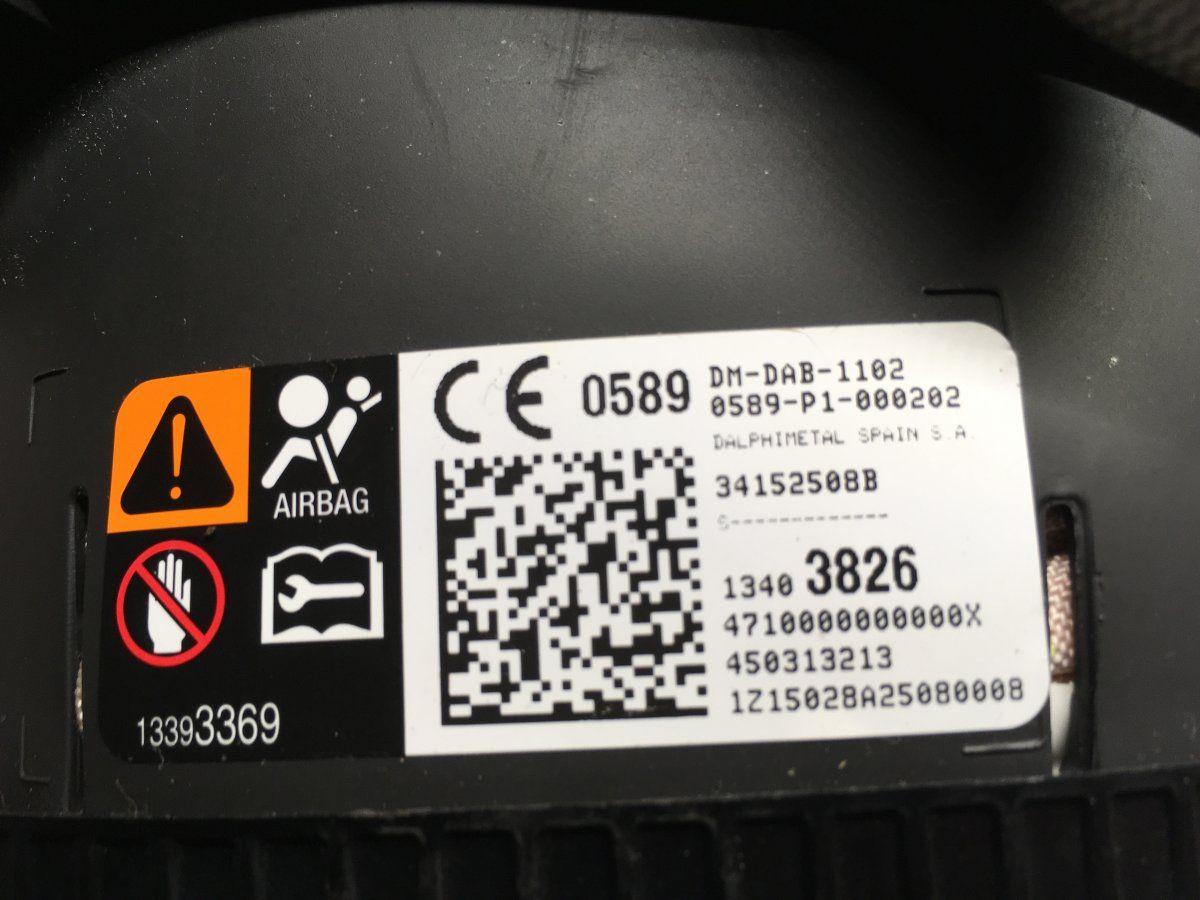 AIRBAG
13393369
CE 0589
DM-DAB-1102
0589-P1-000202
DALPHIMETAL SPAIN S.A.
34152508B
S-------------
1340 3826
4710000000000X
450313213
1Z15028A25080008